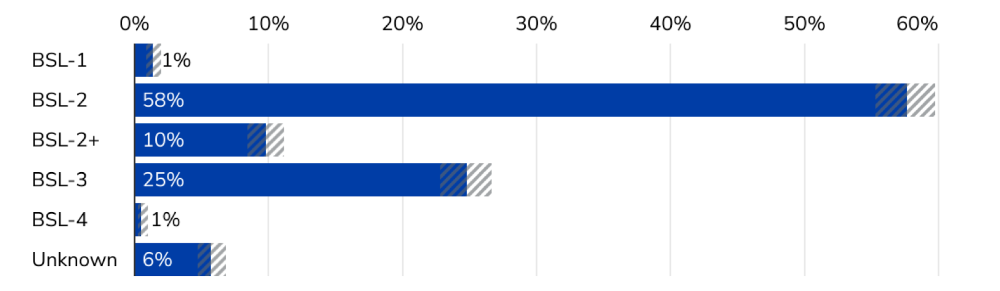 0% 10% 20% 30% 40% 50% 60%
BSL-1 1%
BSL-2 58%
BSL-2+ 10%
BSL-3 25%
BSL-4 1%
Unknown 6%